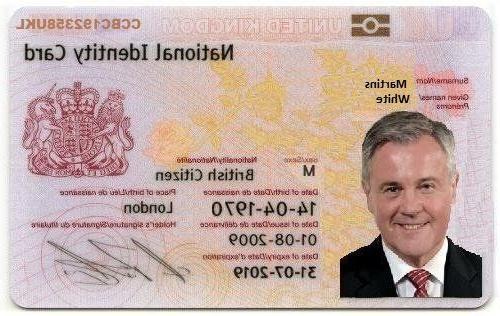 UNITED KINGDOM
CCBC192358UKL
National Identity Card
Surname/Nom
Martins
Given names/
Prénoms
White
sex/Sexe
M
Nationality/Nationalité
British Citizen
Date of birth/Date de naissance
14-04-1970
Place of birth/Lieu de naissance
London
Date of issue/Date de délivrance
01-08-2009
Holder's signature/Signature du titulaire
Date of expiry/Date d'expiration
31-07-2019